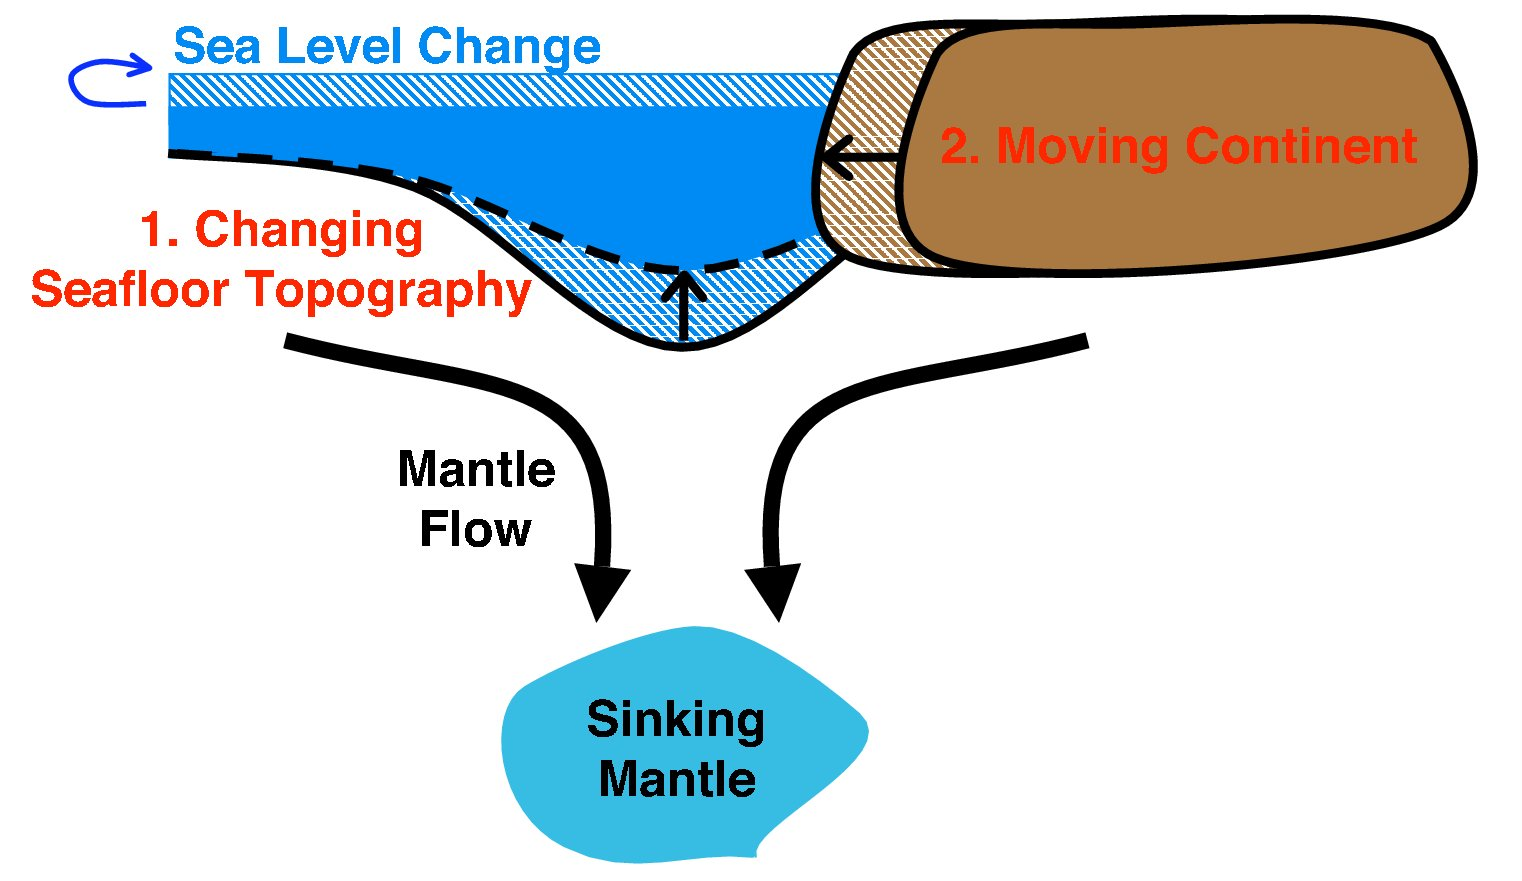 Sea Level Change
2. Moving Continent
1. Changing
Seafloor Topography
Mantle
Flow
Sinking
Mantle